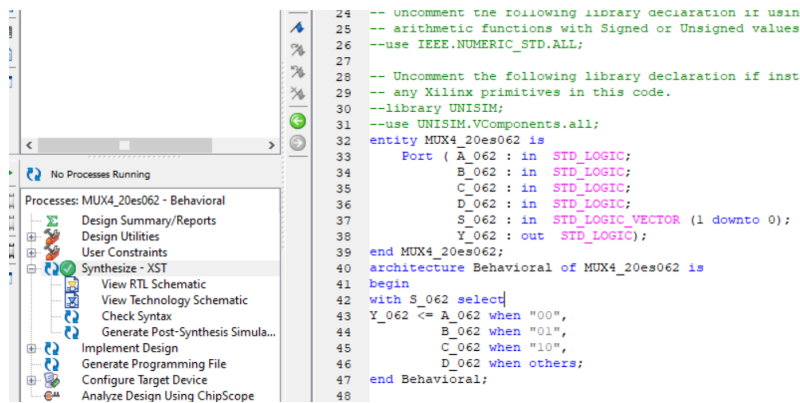 No Processes Running
Processes: MUX4_20es062 - Behavioral
Design Summary/Reports
Design Utilities
User Constraints
Synthesize - XST
View RTL Schematic
View Technology Schematic
Check Syntax
Generate Post-Synthesis Simula...
Implement Design
Generate Programming File
Configure Target Device
Analyze Design Using ChipScope
24 -- Uncomment the following library declaration if usin
25 -- arithmetic functions with Signed or Unsigned values
26 --use IEEE.NUMERIC_STD.ALL;
27
28 -- Uncomment the following library declaration if inst
29 -- any Xilinx primitives in this code.
30 --library UNISIM;
31 --use UNISIM.VComponents.all;
32 entity MUX4_20es062 is
33 Port ( A_062 : in STD_LOGIC;
34 B_062 : in STD_LOGIC;
35 C_062 : in STD_LOGIC;
36 D_062 : in STD_LOGIC;
37 S_062 : in STD_LOGIC_VECTOR (1 downto 0);
38 Y_062 : out STD_LOGIC);
39 end MUX4_20es062;
40 architecture Behavioral of MUX4_20es062 is
41 begin
42 with S_062 select
43 Y_062 <= A_062 when "00",
44 B_062 when "01",
45 C_062 when "10",
46 D_062 when others;
47 end Behavioral;
48